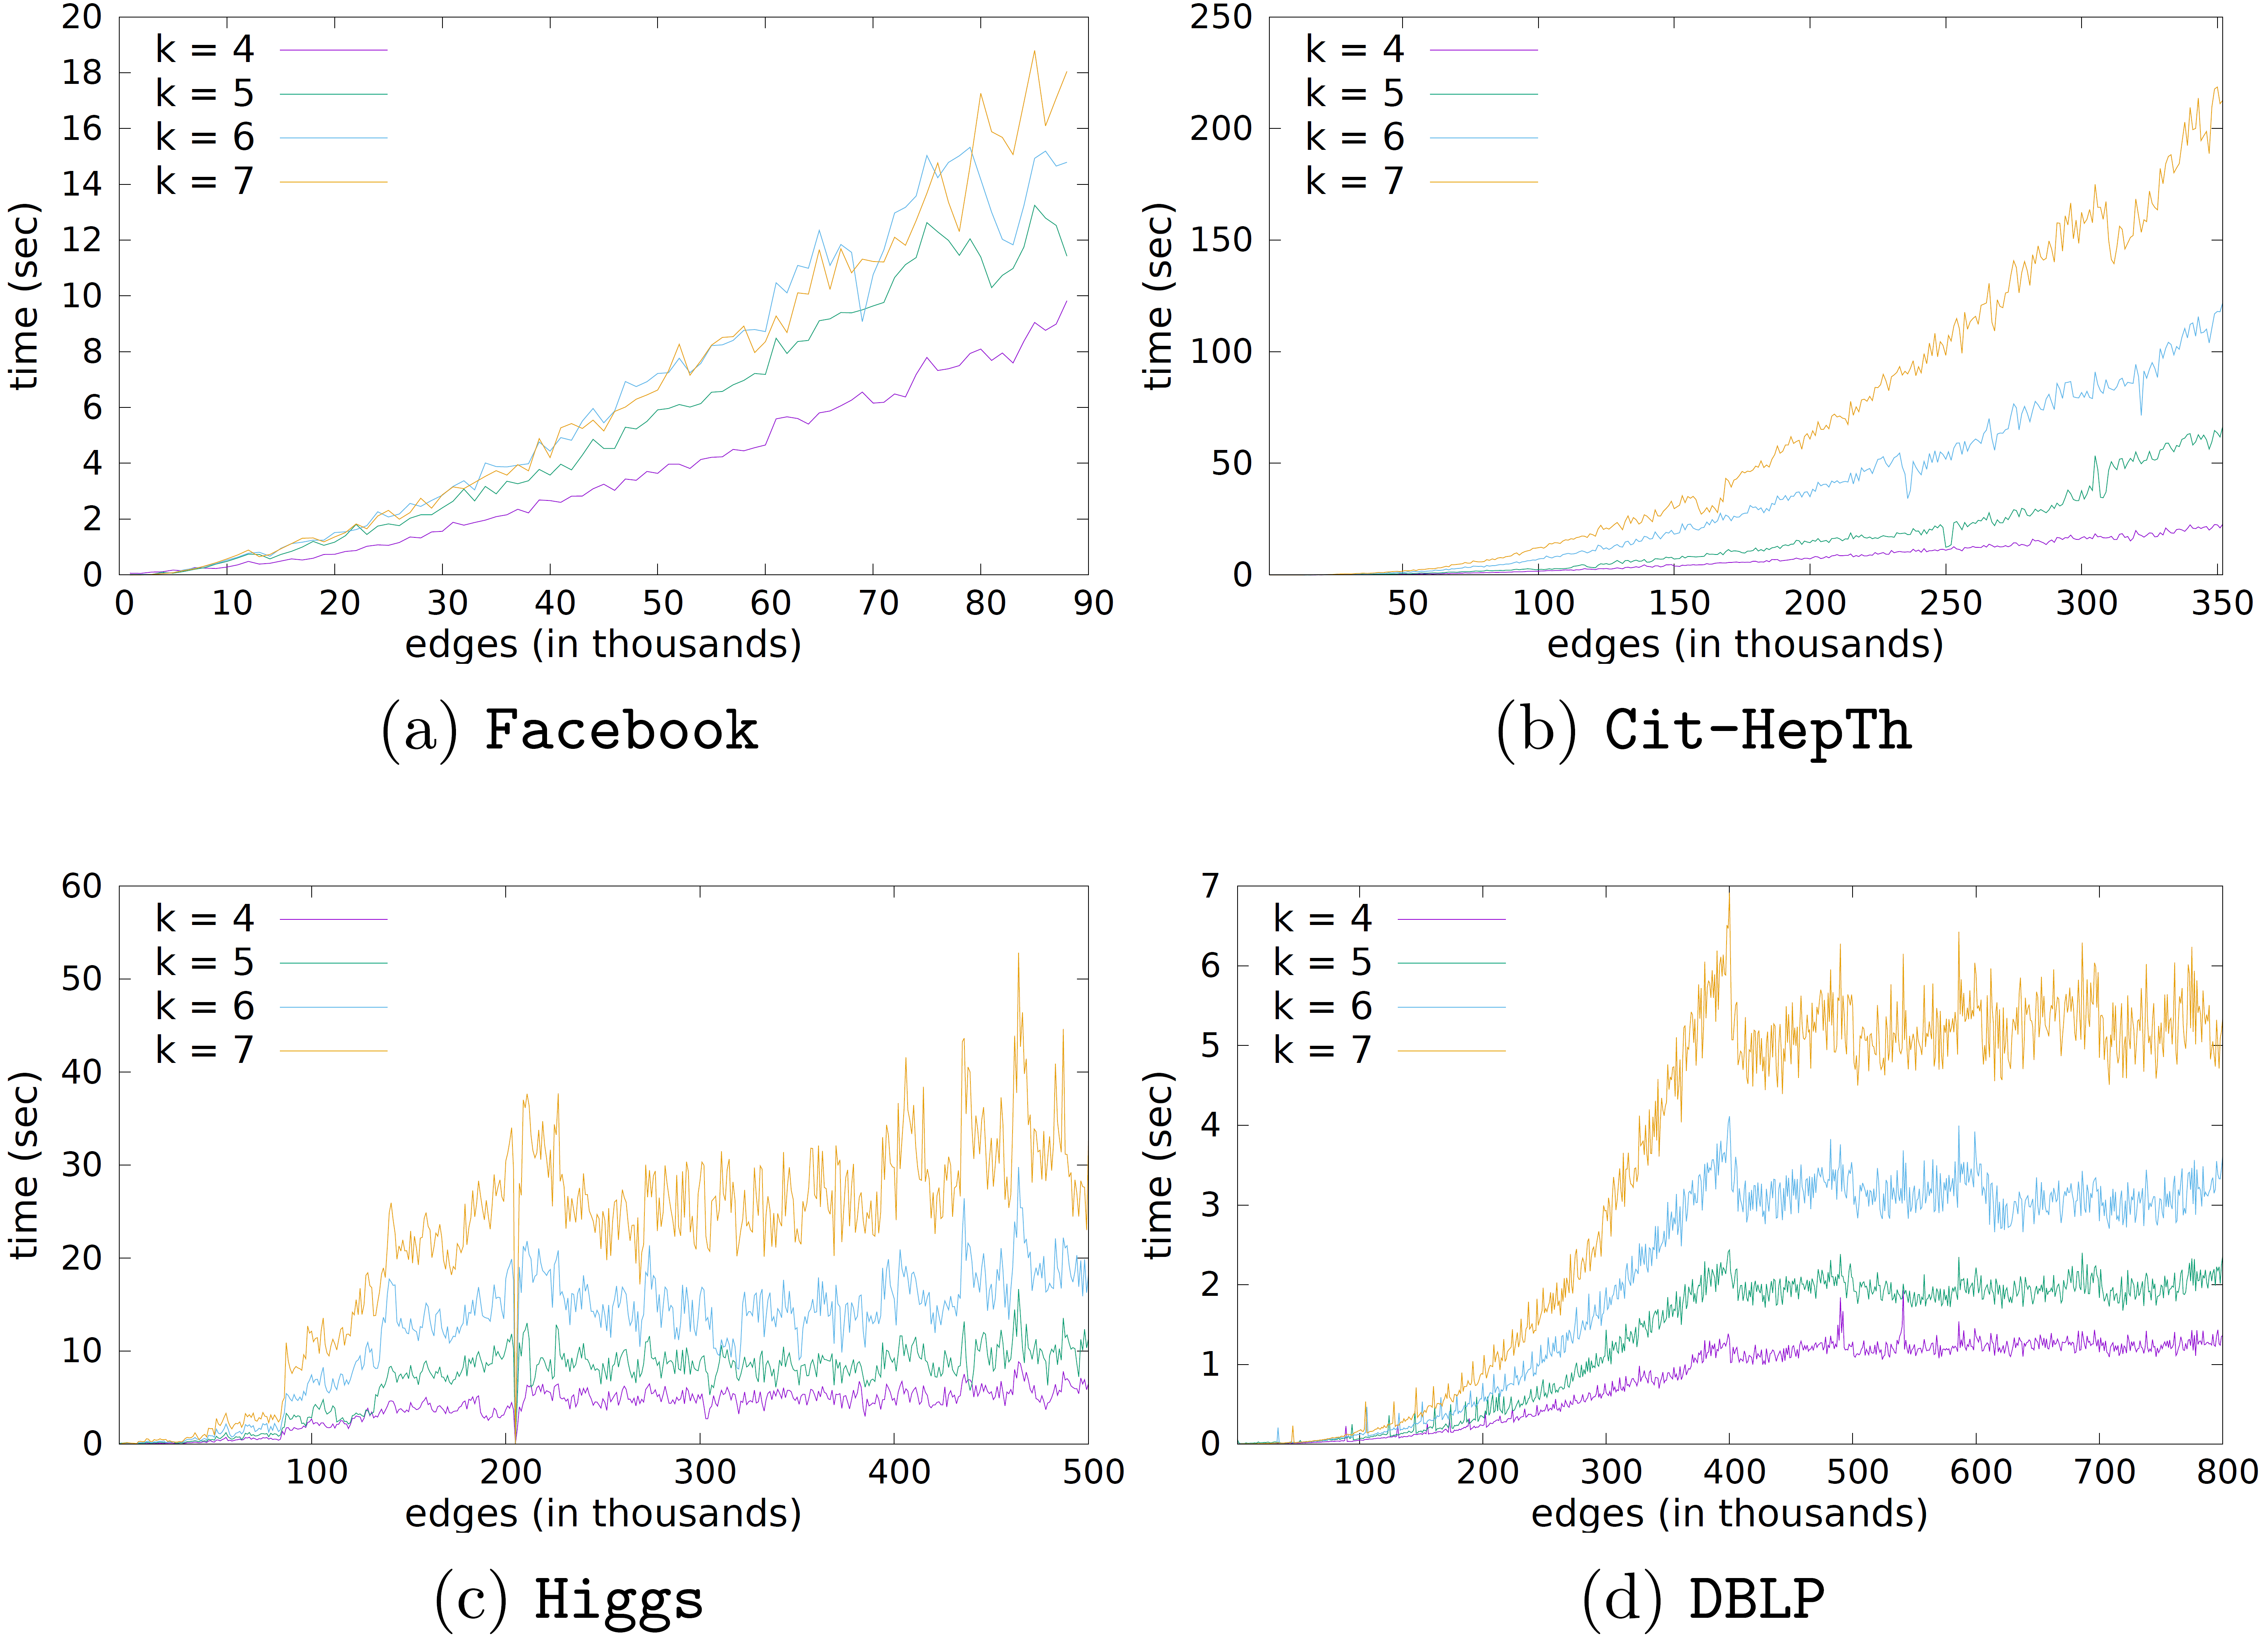 20
18
16
14
12
10
8
6
4
2
0
time (sec)
k = 4
k = 5
k = 6
k = 7
0 10 20 30 40 50 60 70 80 90
edges (in thousands)
(a) Facebook
250
200
150
100
50
0
time (sec)
k = 4
k = 5
k = 6
k = 7
50 100 150 200 250 300 350
edges (in thousands)
(b) Cit-HepTh
60
50
40
30
20
10
0
time (sec)
k = 4
k = 5
k = 6
k = 7
100 200 300 400 500
edges (in thousands)
(c) Higgs
7
6
5
4
3
2
1
0
time (sec)
k = 4
k = 5
k = 6
k = 7
100 200 300 400 500 600 700 800
edges (in thousands)
(d) DBLP